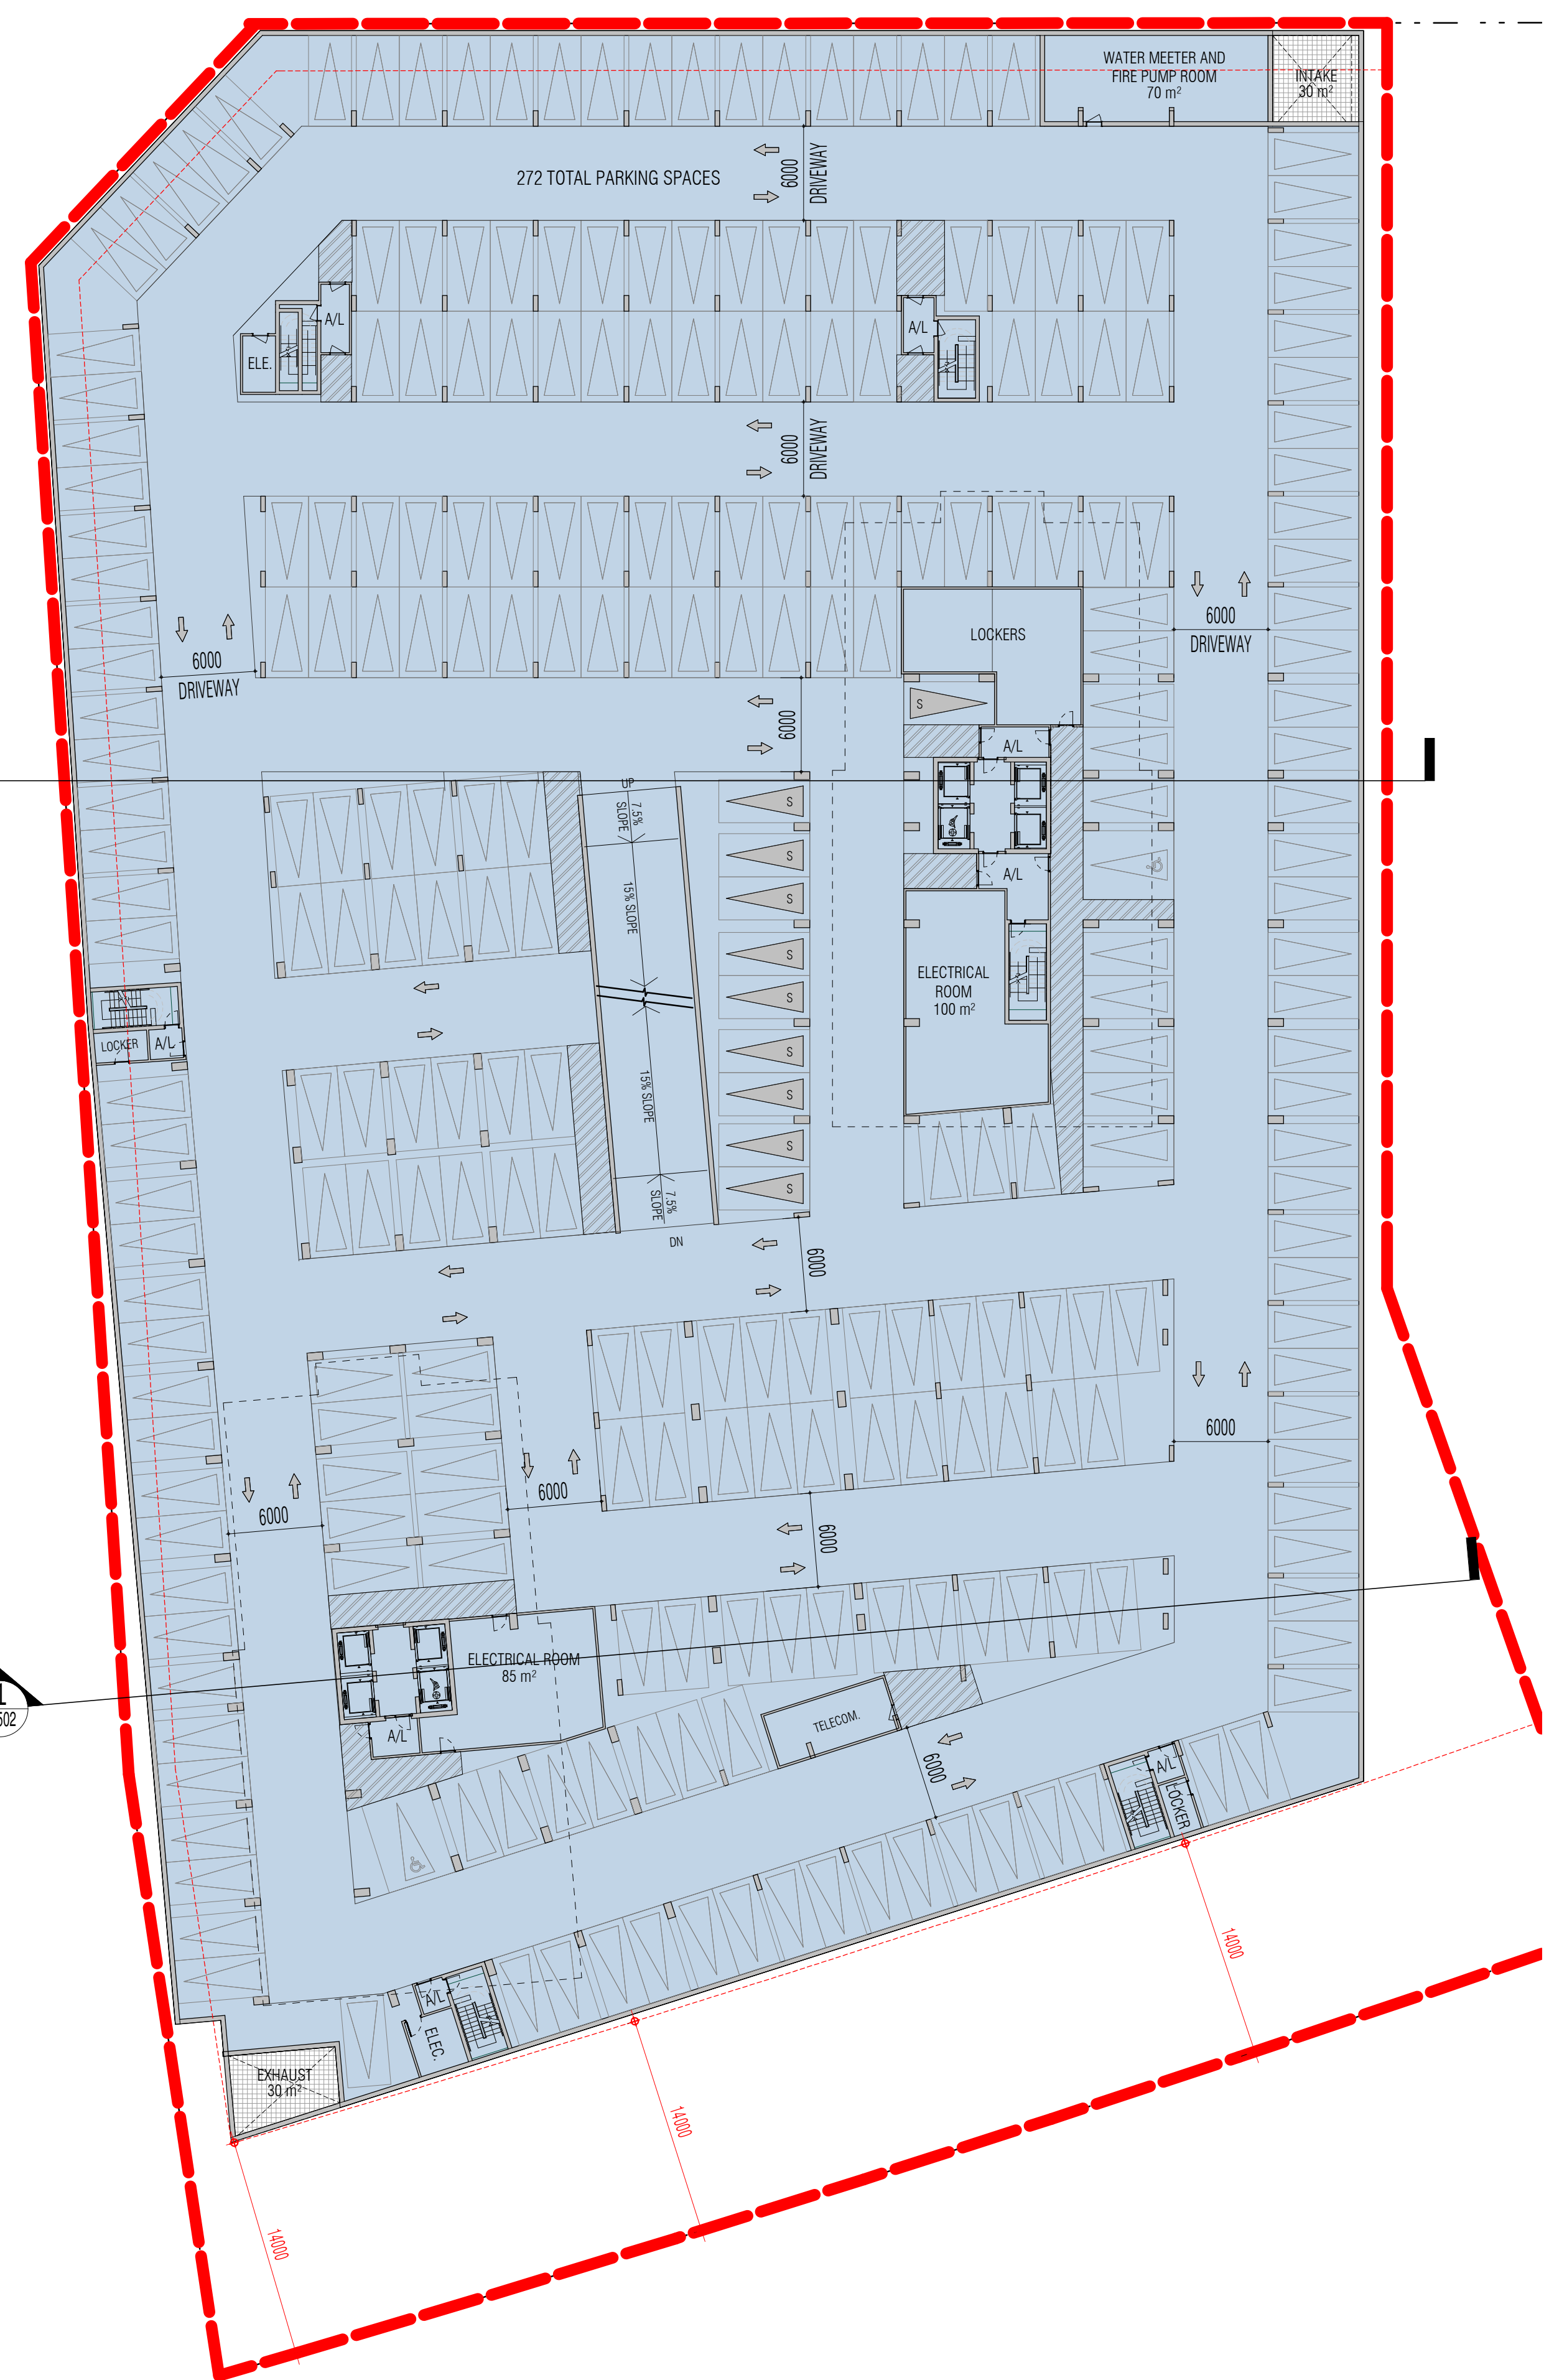 WATER MEETER AND
FIRE PUMP ROOM
70 m²
INTAKE
30 m²
272 TOTAL PARKING SPACES
6000
DRIVEWAY
A/L
ELE.
A/L
6000
DRIVEWAY
LOCKERS
6000
DRIVEWAY
6000
DRIVEWAY
S
6000
A/L
UP
7.5%
SLOPE
S
S
S
A/L
15% SLOPE
S
S
ELECTRICAL
ROOM
100 m²
LOCKER
A/L
15% SLOPE
S
S
S
S
7.5%
SLOPE
DN
6000
6000
6000
6000
6000
ELECTRICAL ROOM
85 m²
502
A/L
TELECOM.
6000
A/L
LOCKER
A/L
ELEC.
EXHAUST
30 m²
14000
14000
14000